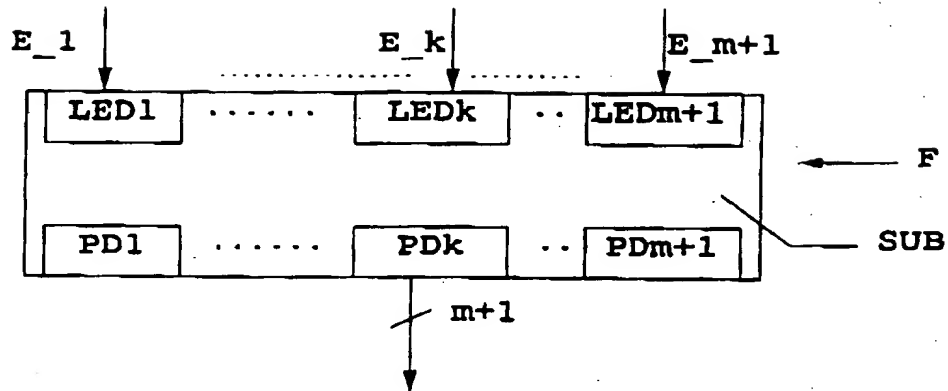 E_1 E_k E_m+1
LED1 ...... LEDk .. LEDm+1
F
PD1 ...... PDk .. PDm+1
SUB
m+1